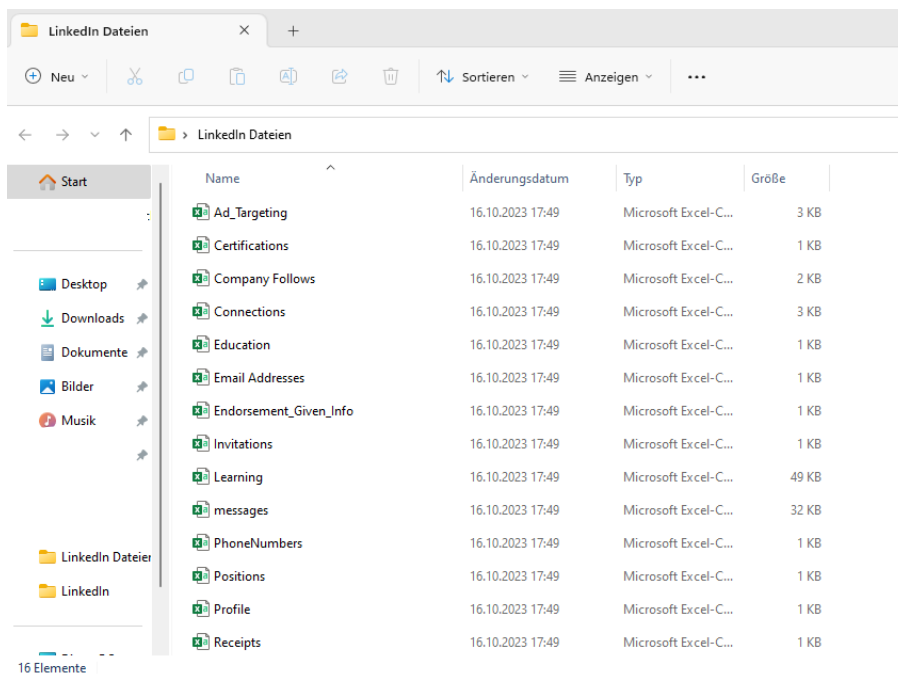 LinkedIn Dateien
Neu
Sortieren
Anzeigen
LinkedIn Dateien
Start
Desktop
Downloads
Dokumente
Bilder
Musik
LinkedIn Dateien
LinkedIn
Name Änderungsdatum Typ Größe
Ad_Targeting 16.10.2023 17:49 Microsoft Excel-C... 3 KB
Certifications 16.10.2023 17:49 Microsoft Excel-C... 1 KB
Company Follows 16.10.2023 17:49 Microsoft Excel-C... 2 KB
Connections 16.10.2023 17:49 Microsoft Excel-C... 3 KB
Education 16.10.2023 17:49 Microsoft Excel-C... 1 KB
Email Addresses 16.10.2023 17:49 Microsoft Excel-C... 1 KB
Endorsement_Given_Info 16.10.2023 17:49 Microsoft Excel-C... 1 KB
Invitations 16.10.2023 17:49 Microsoft Excel-C... 1 KB
Learning 16.10.2023 17:49 Microsoft Excel-C... 49 KB
messages 16.10.2023 17:49 Microsoft Excel-C... 32 KB
PhoneNumbers 16.10.2023 17:49 Microsoft Excel-C... 1 KB
Positions 16.10.2023 17:49 Microsoft Excel-C... 1 KB
Profile 16.10.2023 17:49 Microsoft Excel-C... 1 KB
Receipts 16.10.2023 17:49 Microsoft Excel-C... 1 KB
16 Elemente